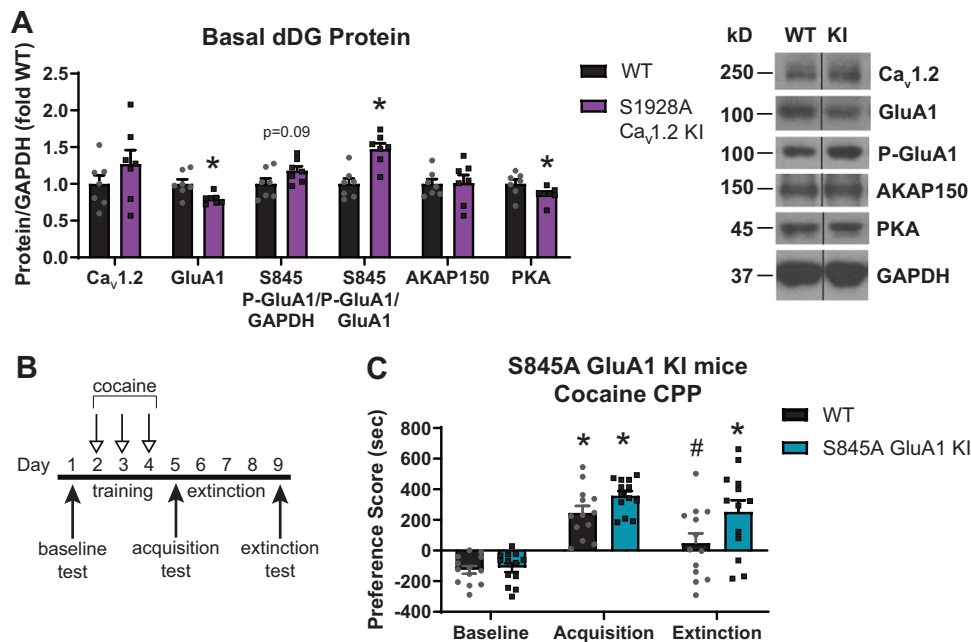 A
Basal dDG Protein
Protein/GAPDH (fold WT)
2.5
2.0
1.5
1.0
0.5
0.0
p=0.09
*
*
*
Cav1.2
GluA1
S845
P-GluA1/
GAPDH
S845
P-GluA1/
GluA1
AKAP150
PKA
WT
S1928A
Cav1.2 KI
kD
WT KI
250
Cav1.2
100
GluA1
100
P-GluA1
150
AKAP150
45
PKA
37
GAPDH
B
cocaine
Day 1 2 3 4 5 6 7 8 9
training
extinction
baseline
test
acquisition
test
extinction
test
C
S845A GluA1 KI mice
Cocaine CPP
WT
S845A GluA1 KI
Preference Score (sec)
800
600
400
200
0
-200
-400
* * # *
Baseline
Acquisition
Extinction